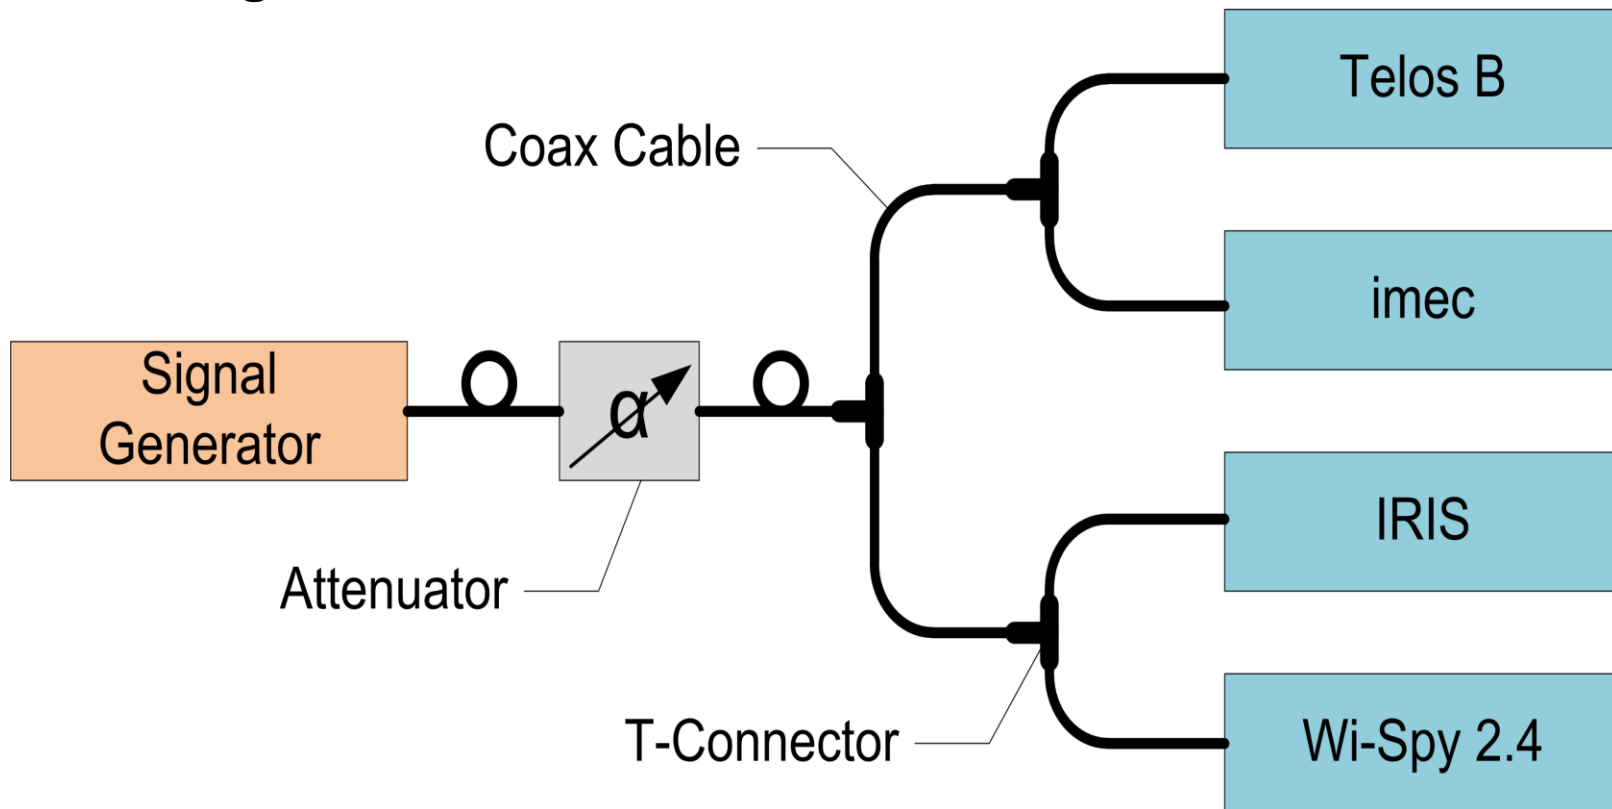 Telos B
Coax Cable
imec
Signal
Generator
α
IRIS
Attenuator
T-Connector
Wi-Spy 2.4